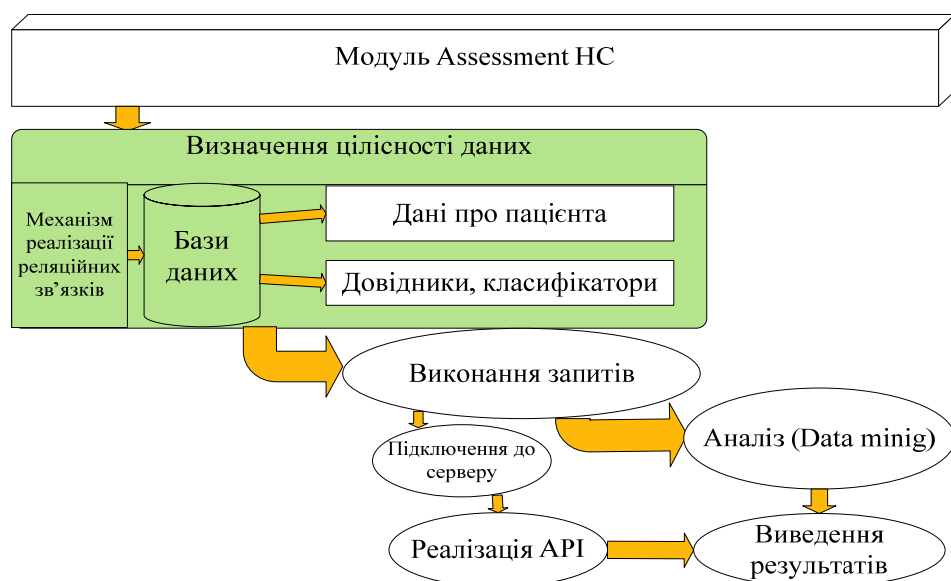 Модуль Assessment HC
Визначення цілісності даних
Механізм
реалізації
реляційних
зв’язків
Бази
даних
Дані про пацієнта
Довідники, класифікатори
Виконання запитів
Підключення до
серверу
Аналіз (Data minig)
Реалізація API
Виведення
результатів